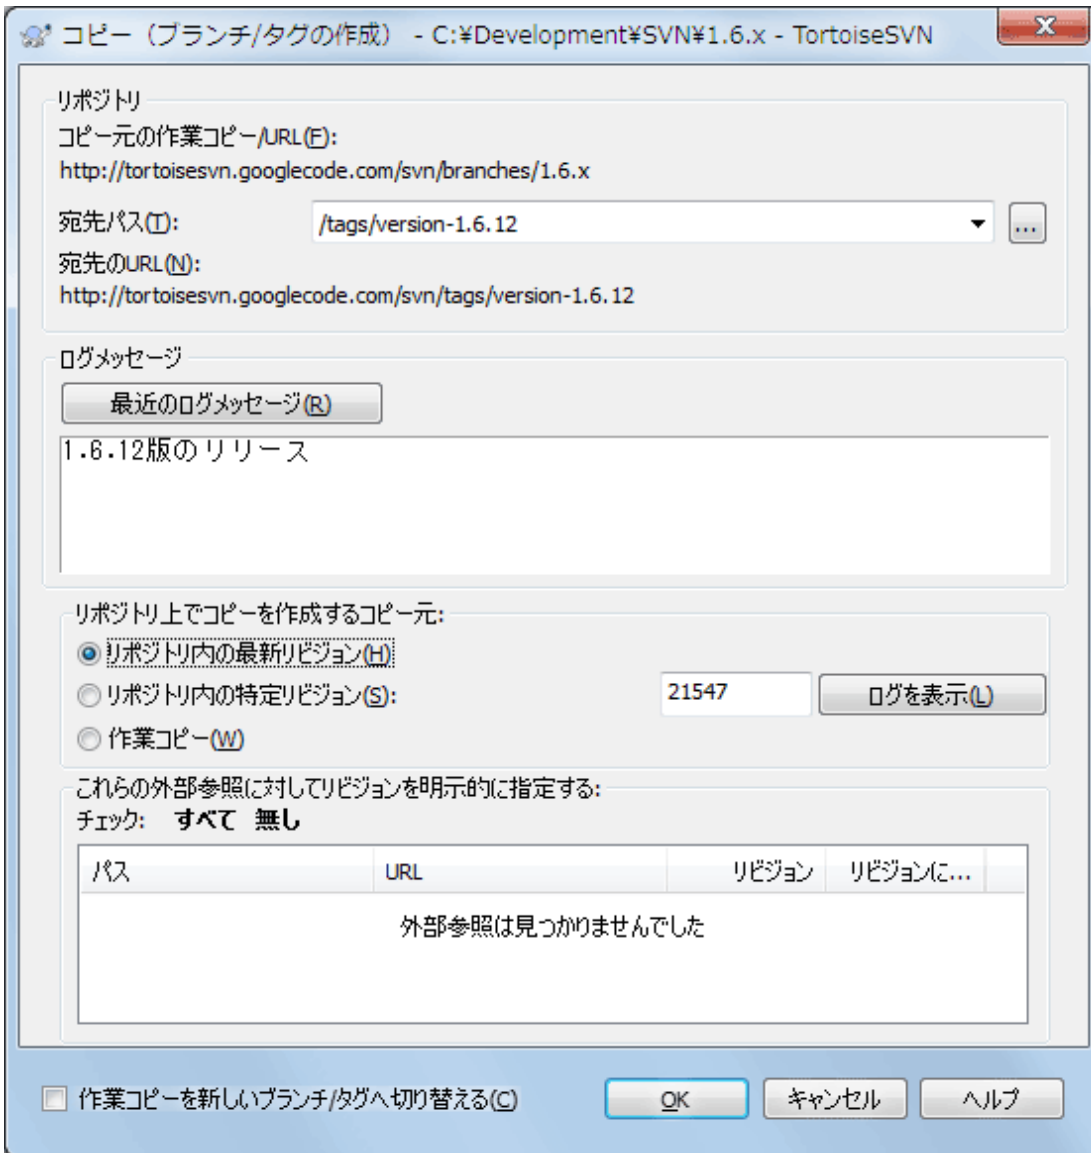 コピー（ブランチ/タグの作成） - C:¥Development¥SVN¥1.6.x - TortoiseSVN
X
リポジトリ
コピー元の作業コピー/URL(F):
http://tortoisesvn.googlecode.com/svn/branches/1.6.x
宛先パス(T): /tags/version-1.6.12 ...
宛先のURL(N):
http://tortoisesvn.googlecode.com/svn/tags/version-1.6.12
ログメッセージ
最近のログメッセージ(R)
1.6.12版のリリース
リポジトリ上でコピーを作成するコピー元:
リポジトリ内の最新リビジョン(H)
リポジトリ内の特定リビジョン(S): 21547 ログを表示(L)
作業コピー(W)
これらの外部参照に対してリビジョンを明示的に指定する:
チェック: すべて 無し
パス URL リビジョン リビジョンに...
外部参照は見つかりませんでした
作業コピーを新しいブランチ/タグへ切り替える(C) OK キャンセル ヘルプ